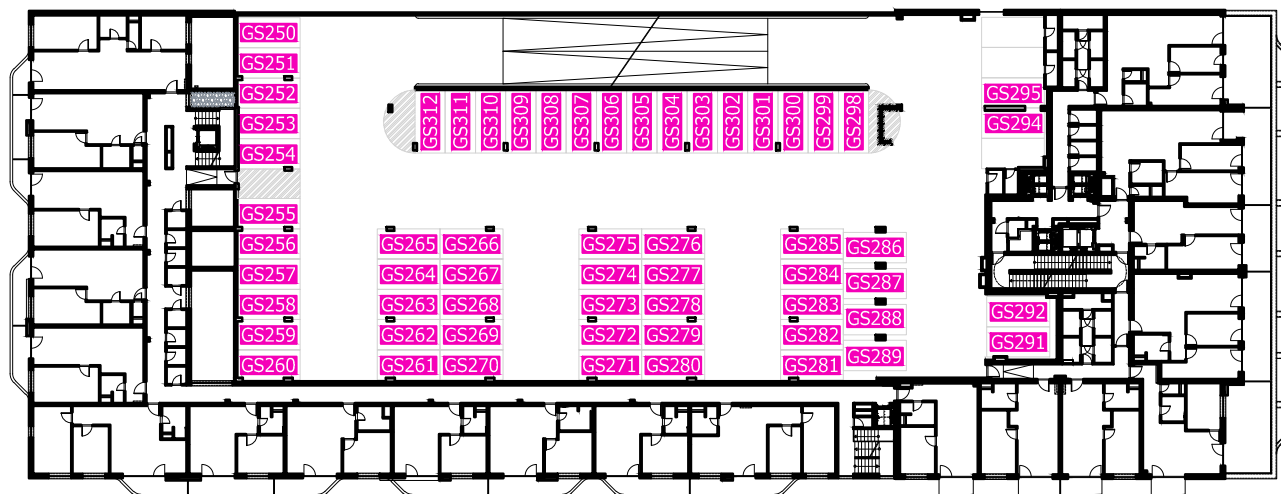 GS250
GS251
GS252
GS253
GS254
GS255
GS256
GS257
GS258
GS259
GS260
GS312
GS311
GS310
GS309
GS308
GS307
GS306
GS305
GS304
GS303
GS302
GS301
GS300
GS299
GS298
GS295
GS294
GS265 GS266
GS264 GS267
GS263 GS268
GS262 GS269
GS261 GS270
GS275 GS276
GS274 GS277
GS273 GS278
GS272 GS279
GS271 GS280
GS285 GS286
GS284 GS287
GS283 GS288
GS282
GS281 GS289
GS292
GS291